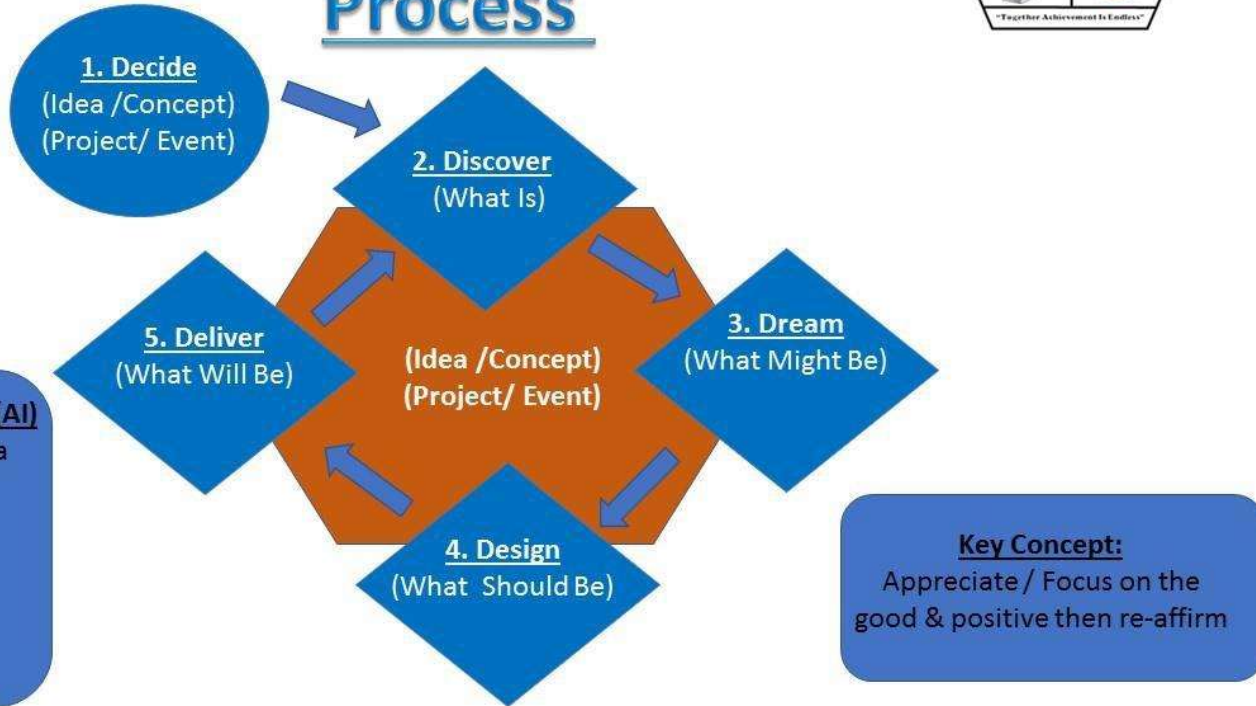 Process
"Together Achievement Is Endless"
1. Decide
(Idea /Concept)
(Project/ Event)
2. Discover
(What Is)
3. Dream
(What Might Be)
5. Deliver
(What Will Be)
(Idea /Concept)
(Project/ Event)
(AI)
a
4. Design
(What Should Be)
Key Concept:
Appreciate / Focus on the
good & positive then re-affirm